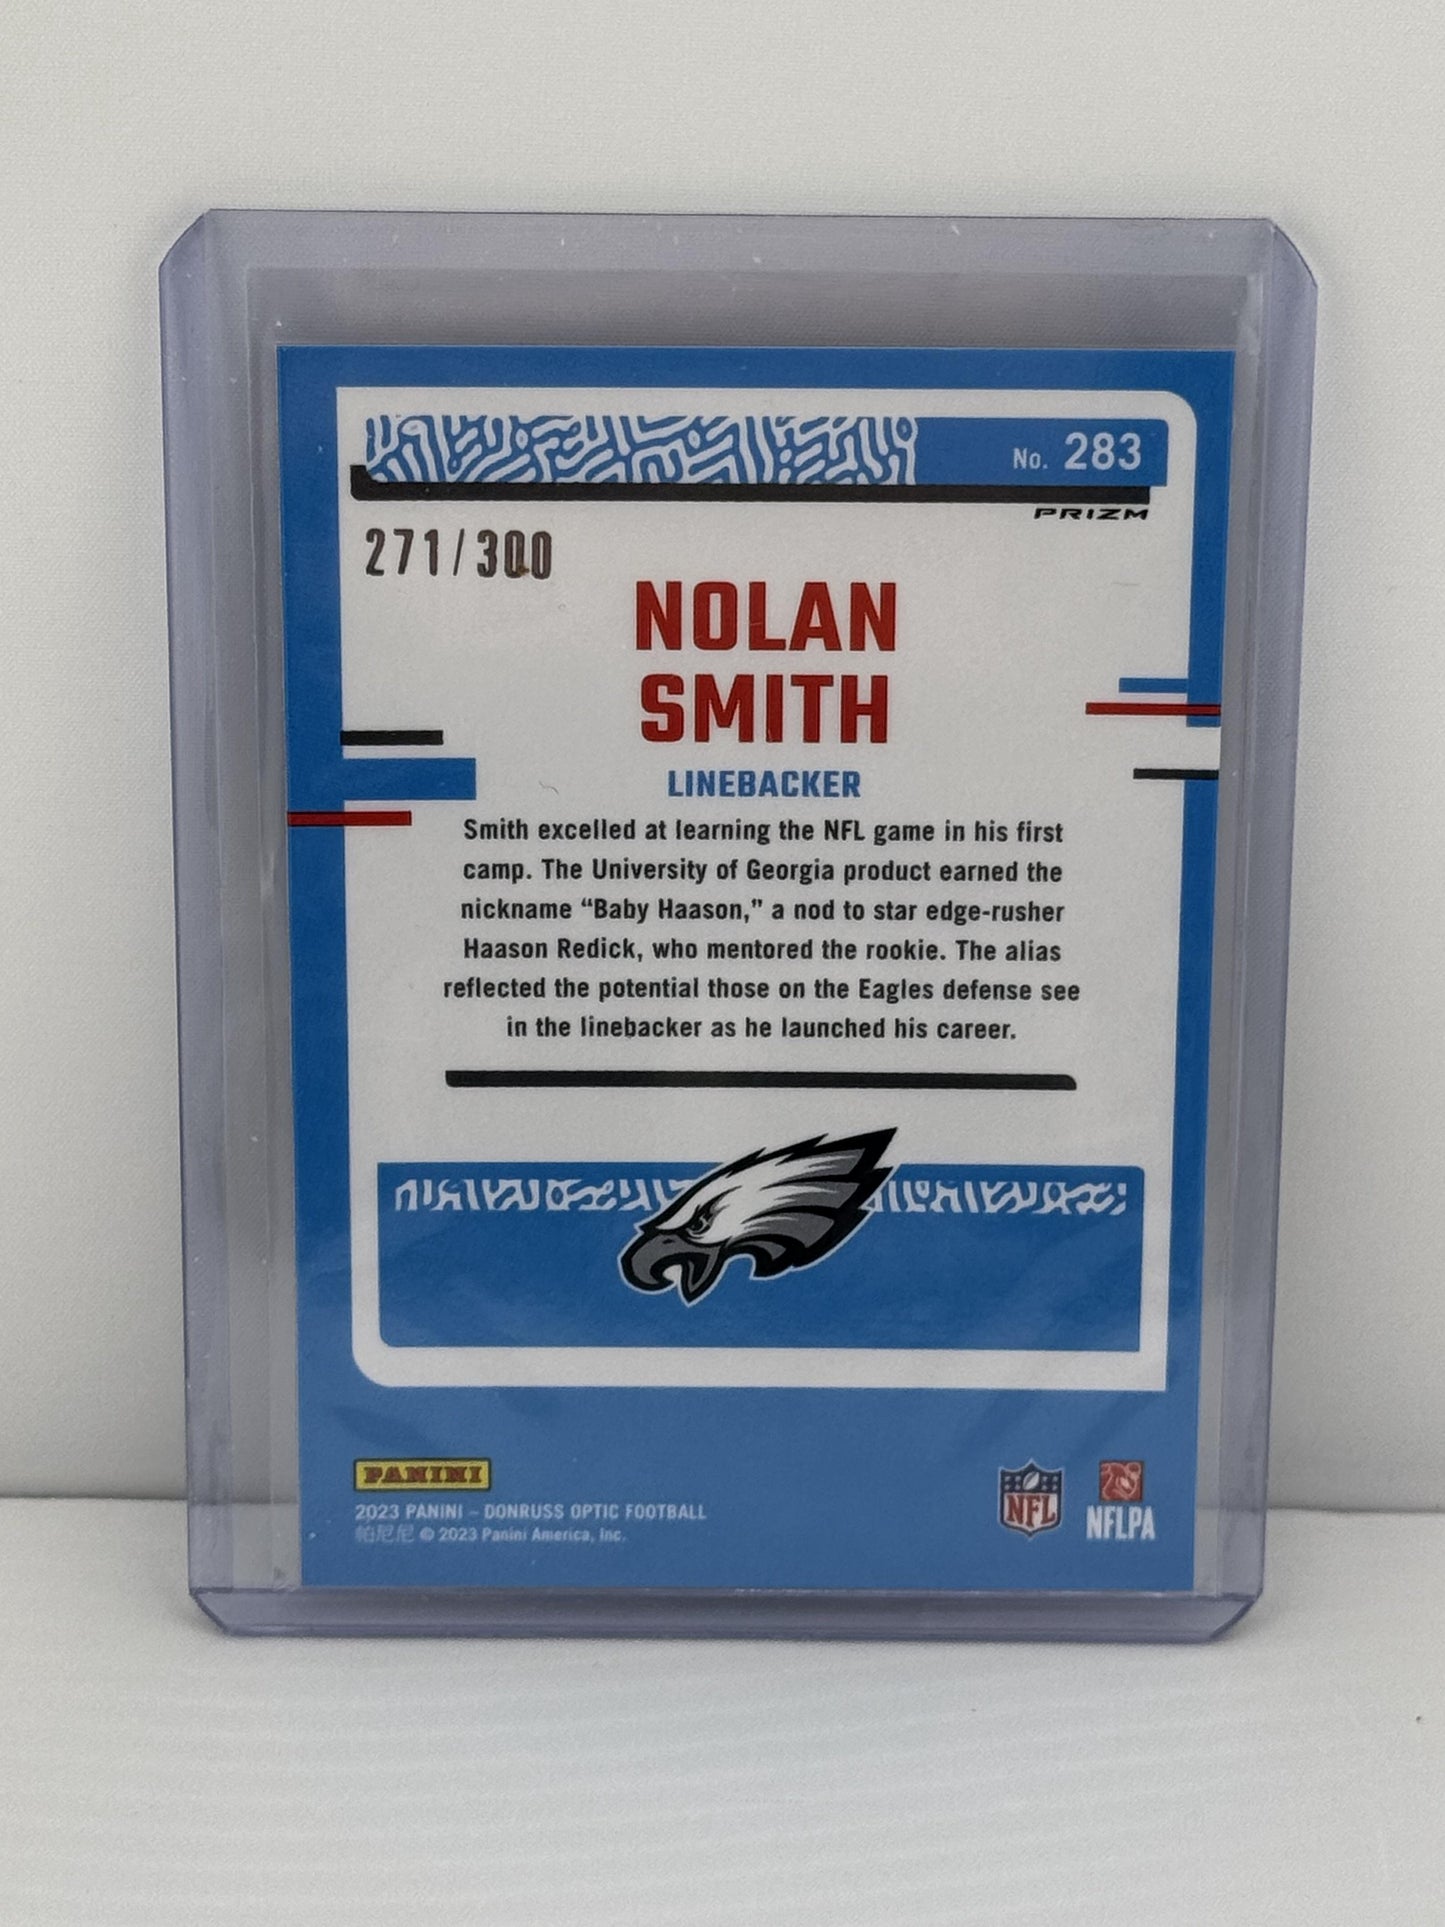 No. 283
PRIZM
271/300
NOLAN
SMITH
LINEBACKER
Smith excelled at learning the NFL game in his first
camp. The University of Georgia product earned the
nickname “Baby Haason,” a nod to star edge-rusher
Haason Redick, who mentored the rookie. The alias
reflected the potential those on the Eagles defense see
in the linebacker as he launched his career.
PANINI
2023 PANINI – DONRUSS OPTIC FOOTBALL
帕尼尼 © 2023 Panini America, Inc.
NFL
NFLPA